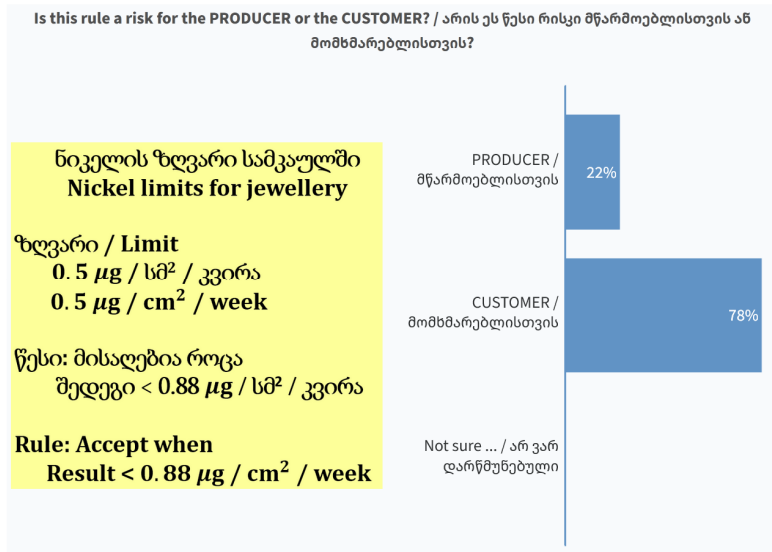 Is this rule a risk for the PRODUCER or the CUSTOMER? / არის ეს წესი რისკი მწარმოებლისთვის ან
მომხმარებლისთვის?
ნიკელის ზღვარი სამკაულში
Nickel limits for jewellery
ზღვარი / Limit
0.5 μg / სმ² / კვირა
0.5 μg / cm² / week
წესი: მისაღებია როცა
შედეგი < 0.88 μg / სმ² / კვირა
Rule: Accept when
Result < 0.88 μg / cm² / week
PRODUCER /
მწარმოებლისთვის
22%
CUSTOMER /
მომხმარებლისთვის
78%
Not sure ... / არ ვარ
დარწმუნებული